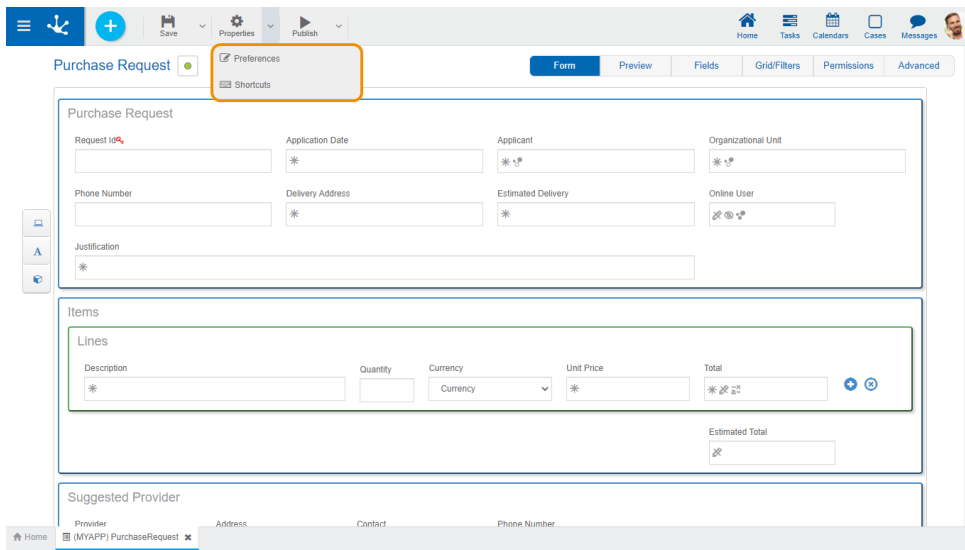 Save
Properties
Publish
Home
Tasks
Calendars
Cases
Messages
Preferences
Shortcuts
Purchase Request
Form
Preview
Fields
Grid/Filters
Permissions
Advanced
Purchase Request
Request Id
Application Date
Applicant
Organizational Unit
Phone Number
Delivery Address
Estimated Delivery
Online User
A
Justification
Items
Lines
Description
Quantity
Currency
Unit Price
Total
Currency
Estimated Total
Suggested Provider
Provider
Address
Contact
Phone Number
Home
(MYAPP) PurchaseRequest